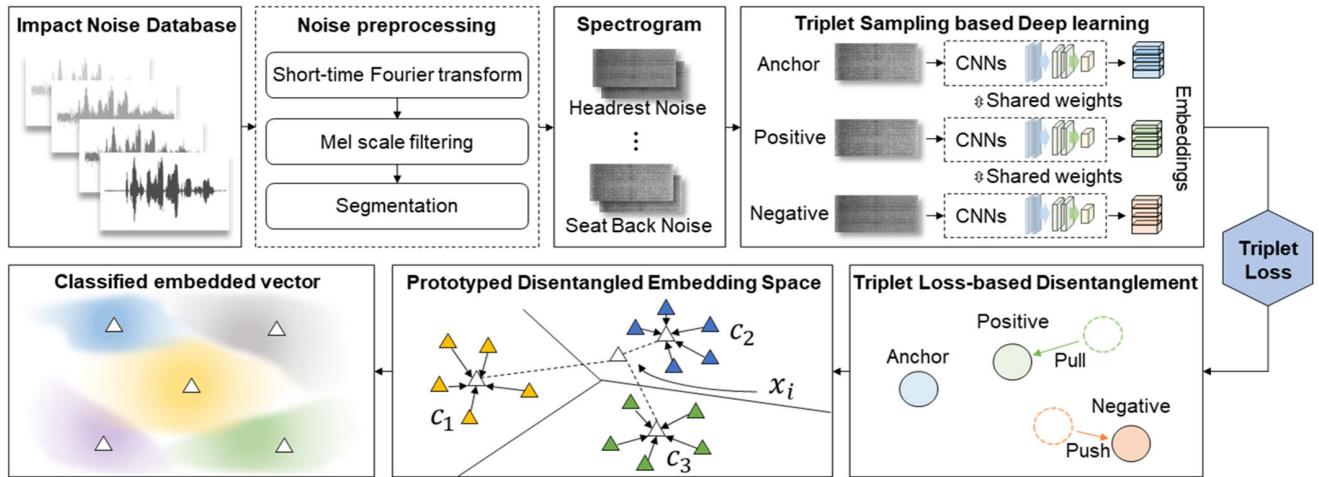 Impact Noise Database
Noise preprocessing
Short-time Fourier transform
Mel scale filtering
Segmentation
Spectrogram
Headrest Noise
⋮
Seat Back Noise
Triplet Sampling based Deep learning
Anchor
CNNs
⇳Shared weights
Positive
CNNs
⇳Shared weights
Negative
CNNs
Embeddings
Triplet
Loss
Classified embedded vector
Prototyped Disentangled Embedding Space
c₁
c₂
x_i
c₃
Triplet Loss-based Disentanglement
Positive
Anchor
Pull
Negative
Push